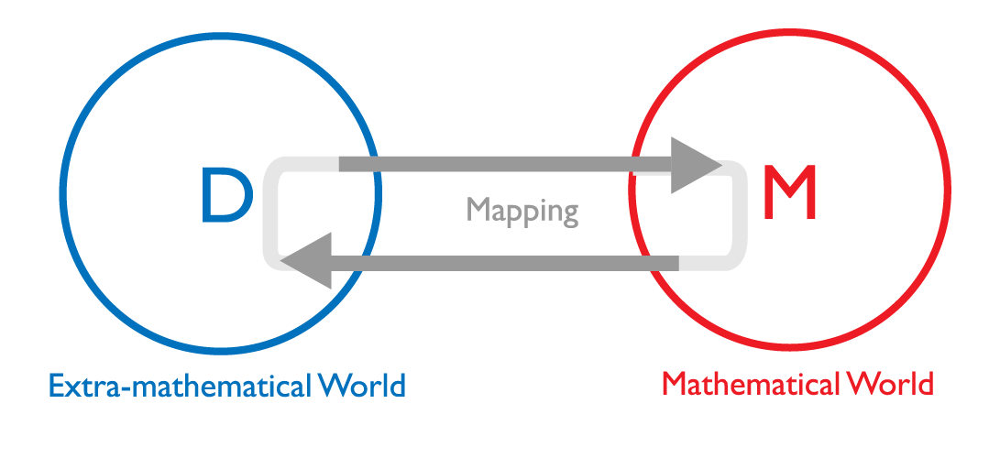 D
Mapping
M
Extra-mathematical World
Mathematical World